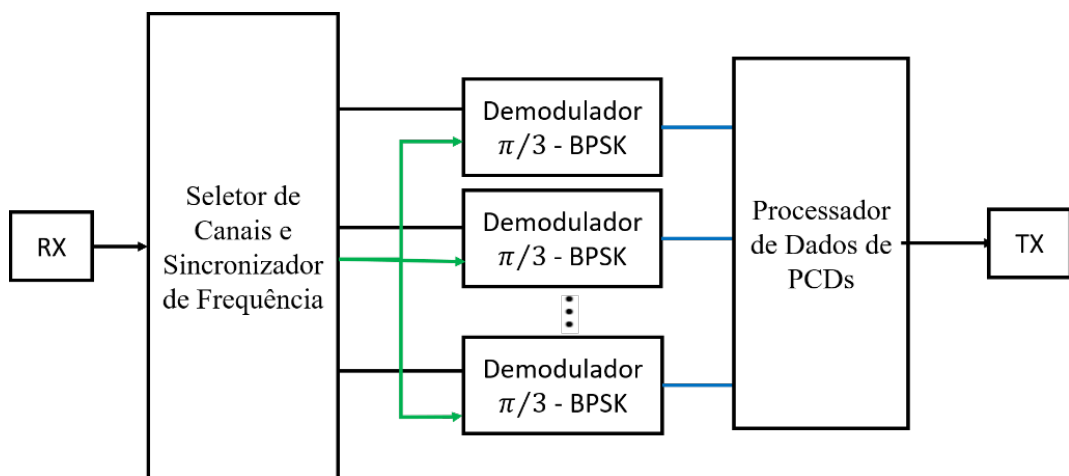 RX
Seletor de
Canais e
Sincronizador
de Frequência
Demodulador
π/3 - BPSK
Demodulador
π/3 - BPSK
Demodulador
π/3 - BPSK
Processador
de Dados de
PCDs
TX